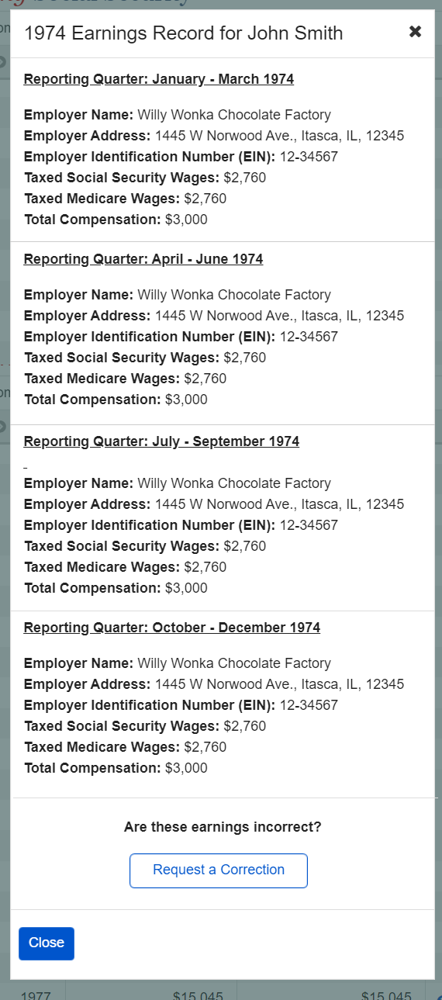 1974 Earnings Record for John Smith
Reporting Quarter: January - March 1974
Employer Name: Willy Wonka Chocolate Factory
Employer Address: 1445 W Norwood Ave., Itasca, IL, 12345
Employer Identification Number (EIN): 12-34567
Taxed Social Security Wages: $2,760
Taxed Medicare Wages: $2,760
Total Compensation: $3,000
Reporting Quarter: April - June 1974
Employer Name: Willy Wonka Chocolate Factory
Employer Address: 1445 W Norwood Ave., Itasca, IL, 12345
Employer Identification Number (EIN): 12-34567
Taxed Social Security Wages: $2,760
Taxed Medicare Wages: $2,760
Total Compensation: $3,000
Reporting Quarter: July - September 1974
Employer Name: Willy Wonka Chocolate Factory
Employer Address: 1445 W Norwood Ave., Itasca, IL, 12345
Employer Identification Number (EIN): 12-34567
Taxed Social Security Wages: $2,760
Taxed Medicare Wages: $2,760
Total Compensation: $3,000
Reporting Quarter: October - December 1974
Employer Name: Willy Wonka Chocolate Factory
Employer Address: 1445 W Norwood Ave., Itasca, IL, 12345
Employer Identification Number (EIN): 12-34567
Taxed Social Security Wages: $2,760
Taxed Medicare Wages: $2,760
Total Compensation: $3,000
Are these earnings incorrect?
Request a Correction
Close
1977 $15,045 $15,045